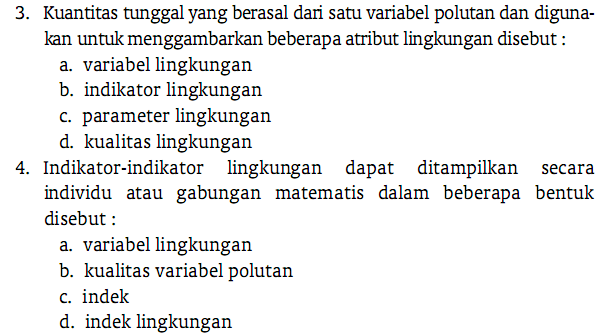 3. Kuantitas tunggal yang berasal dari satu variabel polutan dan diguna-
kan untuk menggambarkan beberapa atribut lingkungan disebut :
a. variabel lingkungan
b. indikator lingkungan
c. parameter lingkungan
d. kualitas lingkungan
4. Indikator-indikator lingkungan dapat ditampilkan secara
individu atau gabungan matematis dalam beberapa bentuk
disebut :
a. variabel lingkungan
b. kualitas variabel polutan
c. indek
d. indek lingkungan